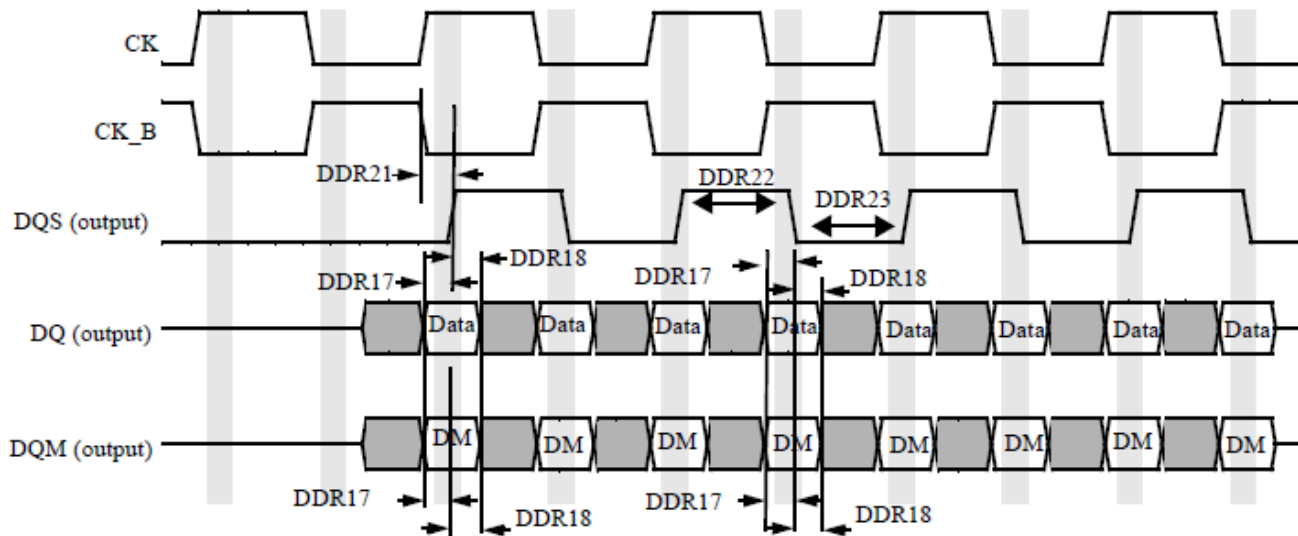 CK
CK_B
DDR21
DDR22
DDR23
DQS (output)
DDR18
DDR17
DDR17
DDR18
DQ (output)
Data Data Data Data Data Data Data Data
DQM (output)
DM DM DM DM DM DM DM DM
DDR17
DDR18
DDR17
DDR18